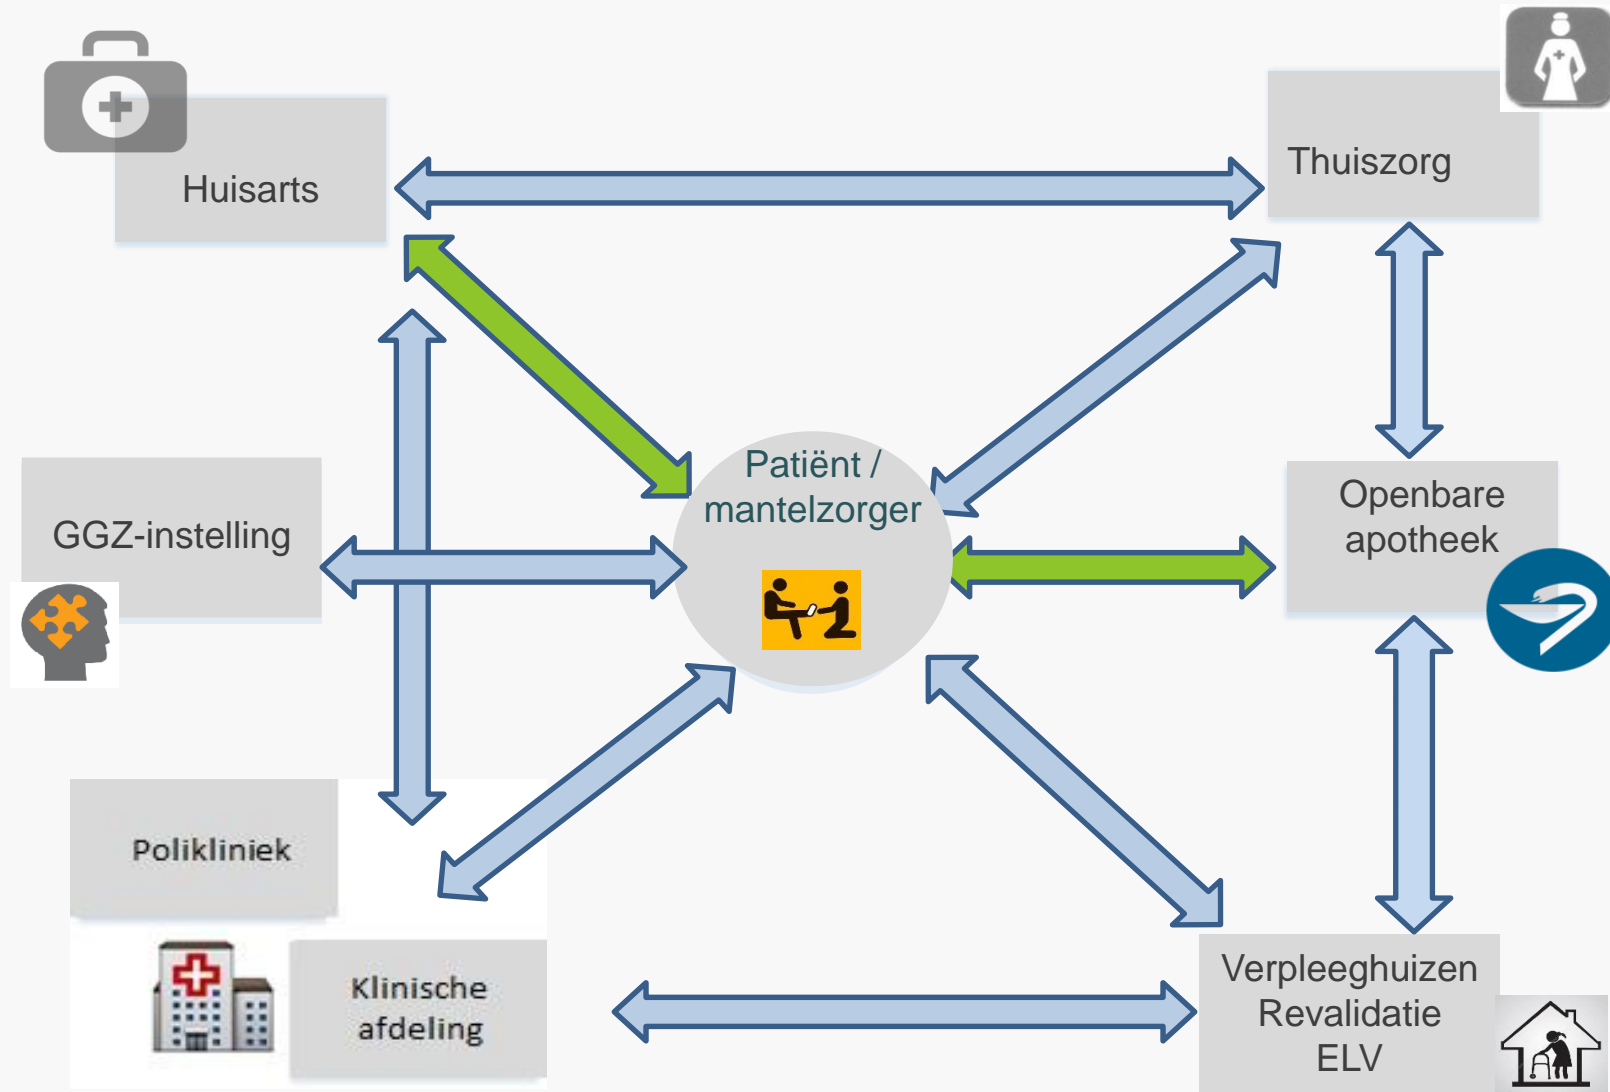 Huisarts
Thuiszorg
Patiënt /
mantelzorger
GGZ-instelling
Openbare
apotheek
Polikliniek
Klinische
afdeling
Verpleeghuizen
Revalidatie
ELV